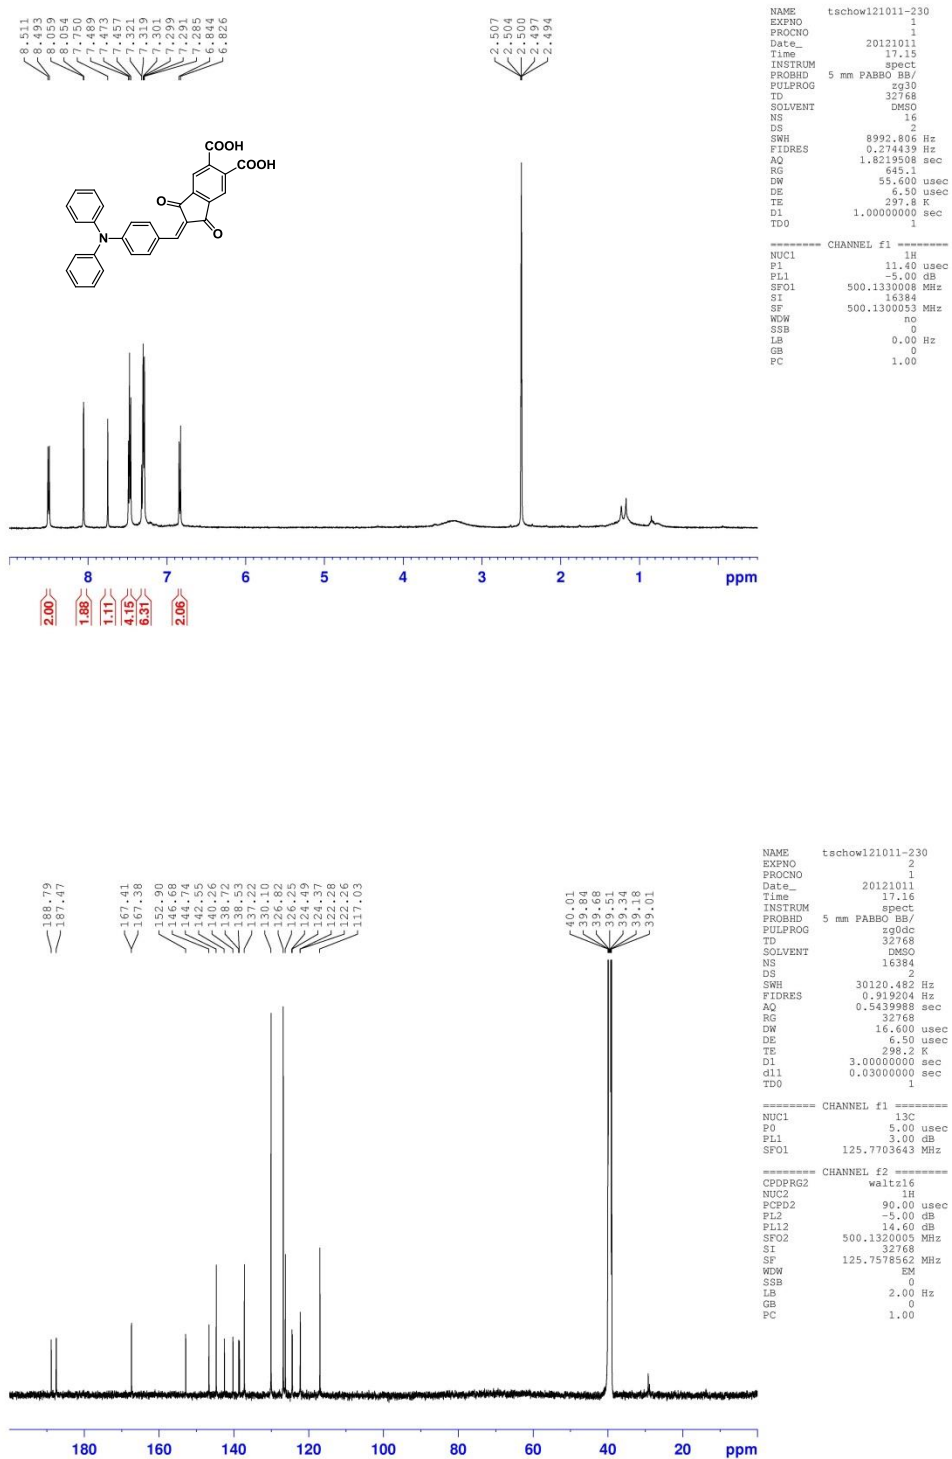 8.511
8.493
8.059
8.054
7.750
7.489
7.473
7.457
7.321
7.319
7.301
7.299
7.291
7.285
6.844
6.826
2.507
2.504
2.500
2.497
2.494
NAME tschow121011-230
EXPNO 1
PROCNO 1
Date_ 20121011
Time 17.15
INSTRUM spect
PROBHD 5 mm PABBO BB/
PULPROG zg30
TD 32768
SOLVENT DMSO
NS 16
DS 2
SWH 8992.806 Hz
FIDRES 0.274439 Hz
AQ 1.8219508 sec
RG 645.1
DW 55.600 usec
DE 6.50 usec
TE 297.8 K
D1 1.00000000 sec
TD0 1
======== CHANNEL f1 ========
NUC1 1H
P1 11.40 usec
PL1 -5.00 dB
SFO1 500.1330008 MHz
SI 16384
SF 500.1300053 MHz
WDW no
SSB 0
LB 0.00 Hz
GB 0
PC 1.00
COOH
COOH
O
O
N
8 7 6 5 4 3 2 1 ppm
2.00
1.88
1.11
4.15
6.31
2.06
188.79
187.47
167.41
167.38
152.90
146.68
144.74
142.55
140.26
138.72
138.53
137.22
130.10
126.82
126.25
124.49
124.37
122.28
122.26
117.03
40.01
39.84
39.68
39.51
39.34
39.18
39.01
NAME tschow121011-230
EXPNO 2
PROCNO 1
Date_ 20121011
Time 17.16
INSTRUM spect
PROBHD 5 mm PABBO BB/
PULPROG zg0dc
TD 32768
SOLVENT DMSO
NS 16384
DS 2
SWH 30120.482 Hz
FIDRES 0.919204 Hz
AQ 0.5439988 sec
RG 32768
DW 16.600 usec
DE 6.50 usec
TE 298.2 K
D1 3.00000000 sec
d11 0.03000000 sec
TD0 1
======== CHANNEL f1 ========
NUC1 13C
P0 5.00 usec
PL1 3.00 dB
SFO1 125.7703643 MHz
======== CHANNEL f2 ========
CPDPRG2 waltz16
NUC2 1H
PCPD2 90.00 usec
PL2 -5.00 dB
PL12 14.60 dB
SFO2 500.1320005 MHz
SI 32768
SF 125.7578562 MHz
WDW EM
SSB 0
LB 2.00 Hz
GB 0
PC 1.00
180 160 140 120 100 80 60 40 20 ppm